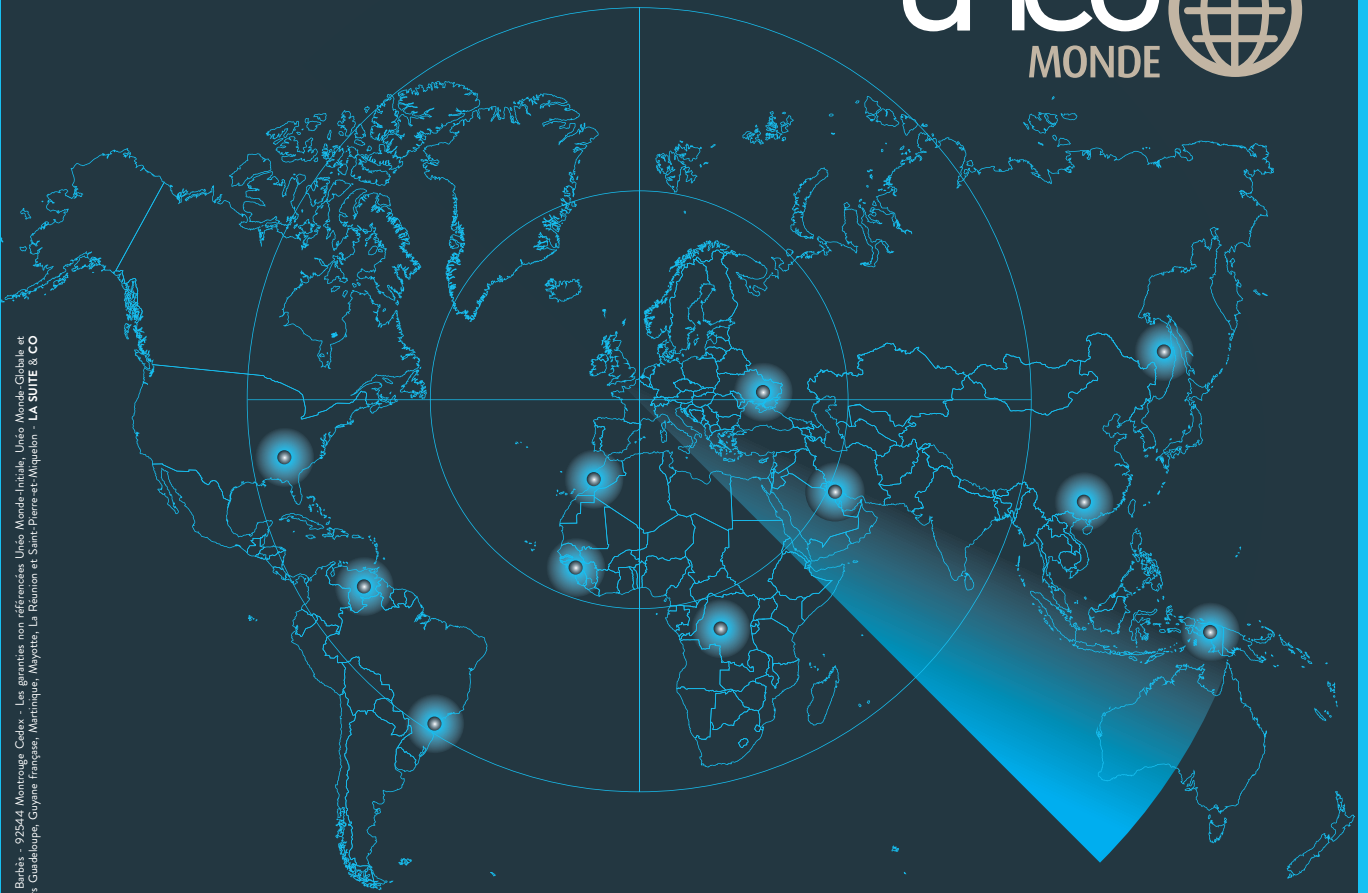 unéo
MONDE
Barbès - 92544 Montrouge Cedex - Les garanties non référencées Unéo Monde-Initiale, Unéo Monde-Globale et
s Guadeloupe, Guyane Française, Martinique, Mayotte, La Réunion et Saint-Pierre-et-Miquelon - LA SUITE & CO